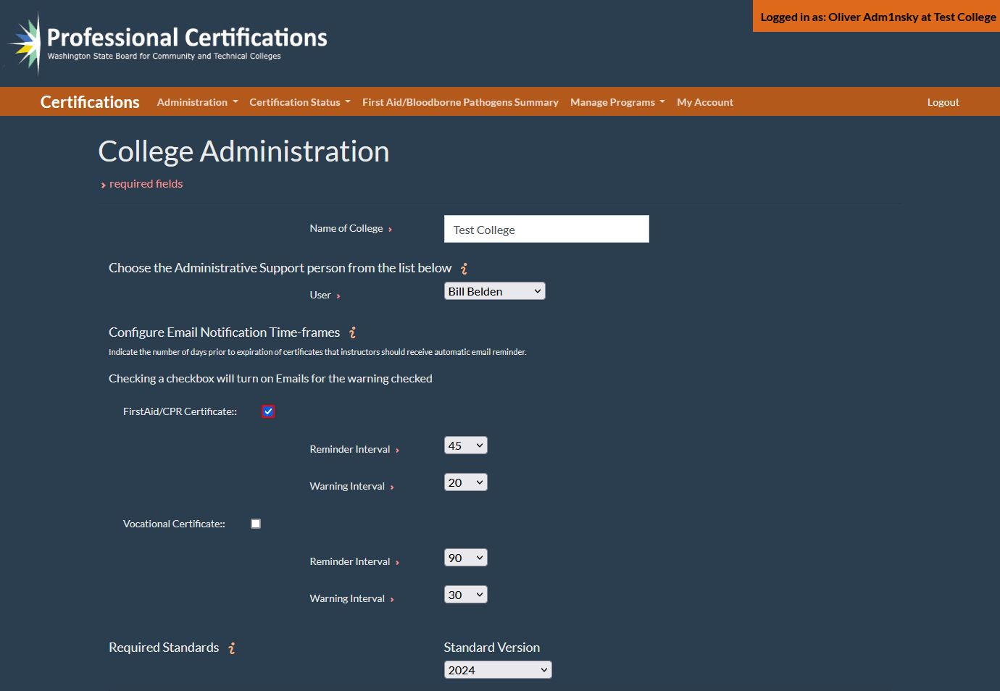 Logged in as: Oliver Adm1nsky at Test College
Professional Certifications
Washington State Board for Community and Technical Colleges
Certifications Administration Certification Status First Aid/Bloodborne Pathogens Summary Manage Programs My Account Logout
College Administration
required fields
Name of College Test College
Choose the Administrative Support person from the list below
User Bill Belden
Configure Email Notification Time-frames
Indicate the number of days prior to expiration of certificates that instructors should receive automatic email reminder.
Checking a checkbox will turn on Emails for the warning checked
FirstAid/CPR Certificate::
Reminder Interval 45
Warning Interval 20
Vocational Certificate::
Reminder Interval 90
Warning Interval 30
Required Standards Standard Version
2024